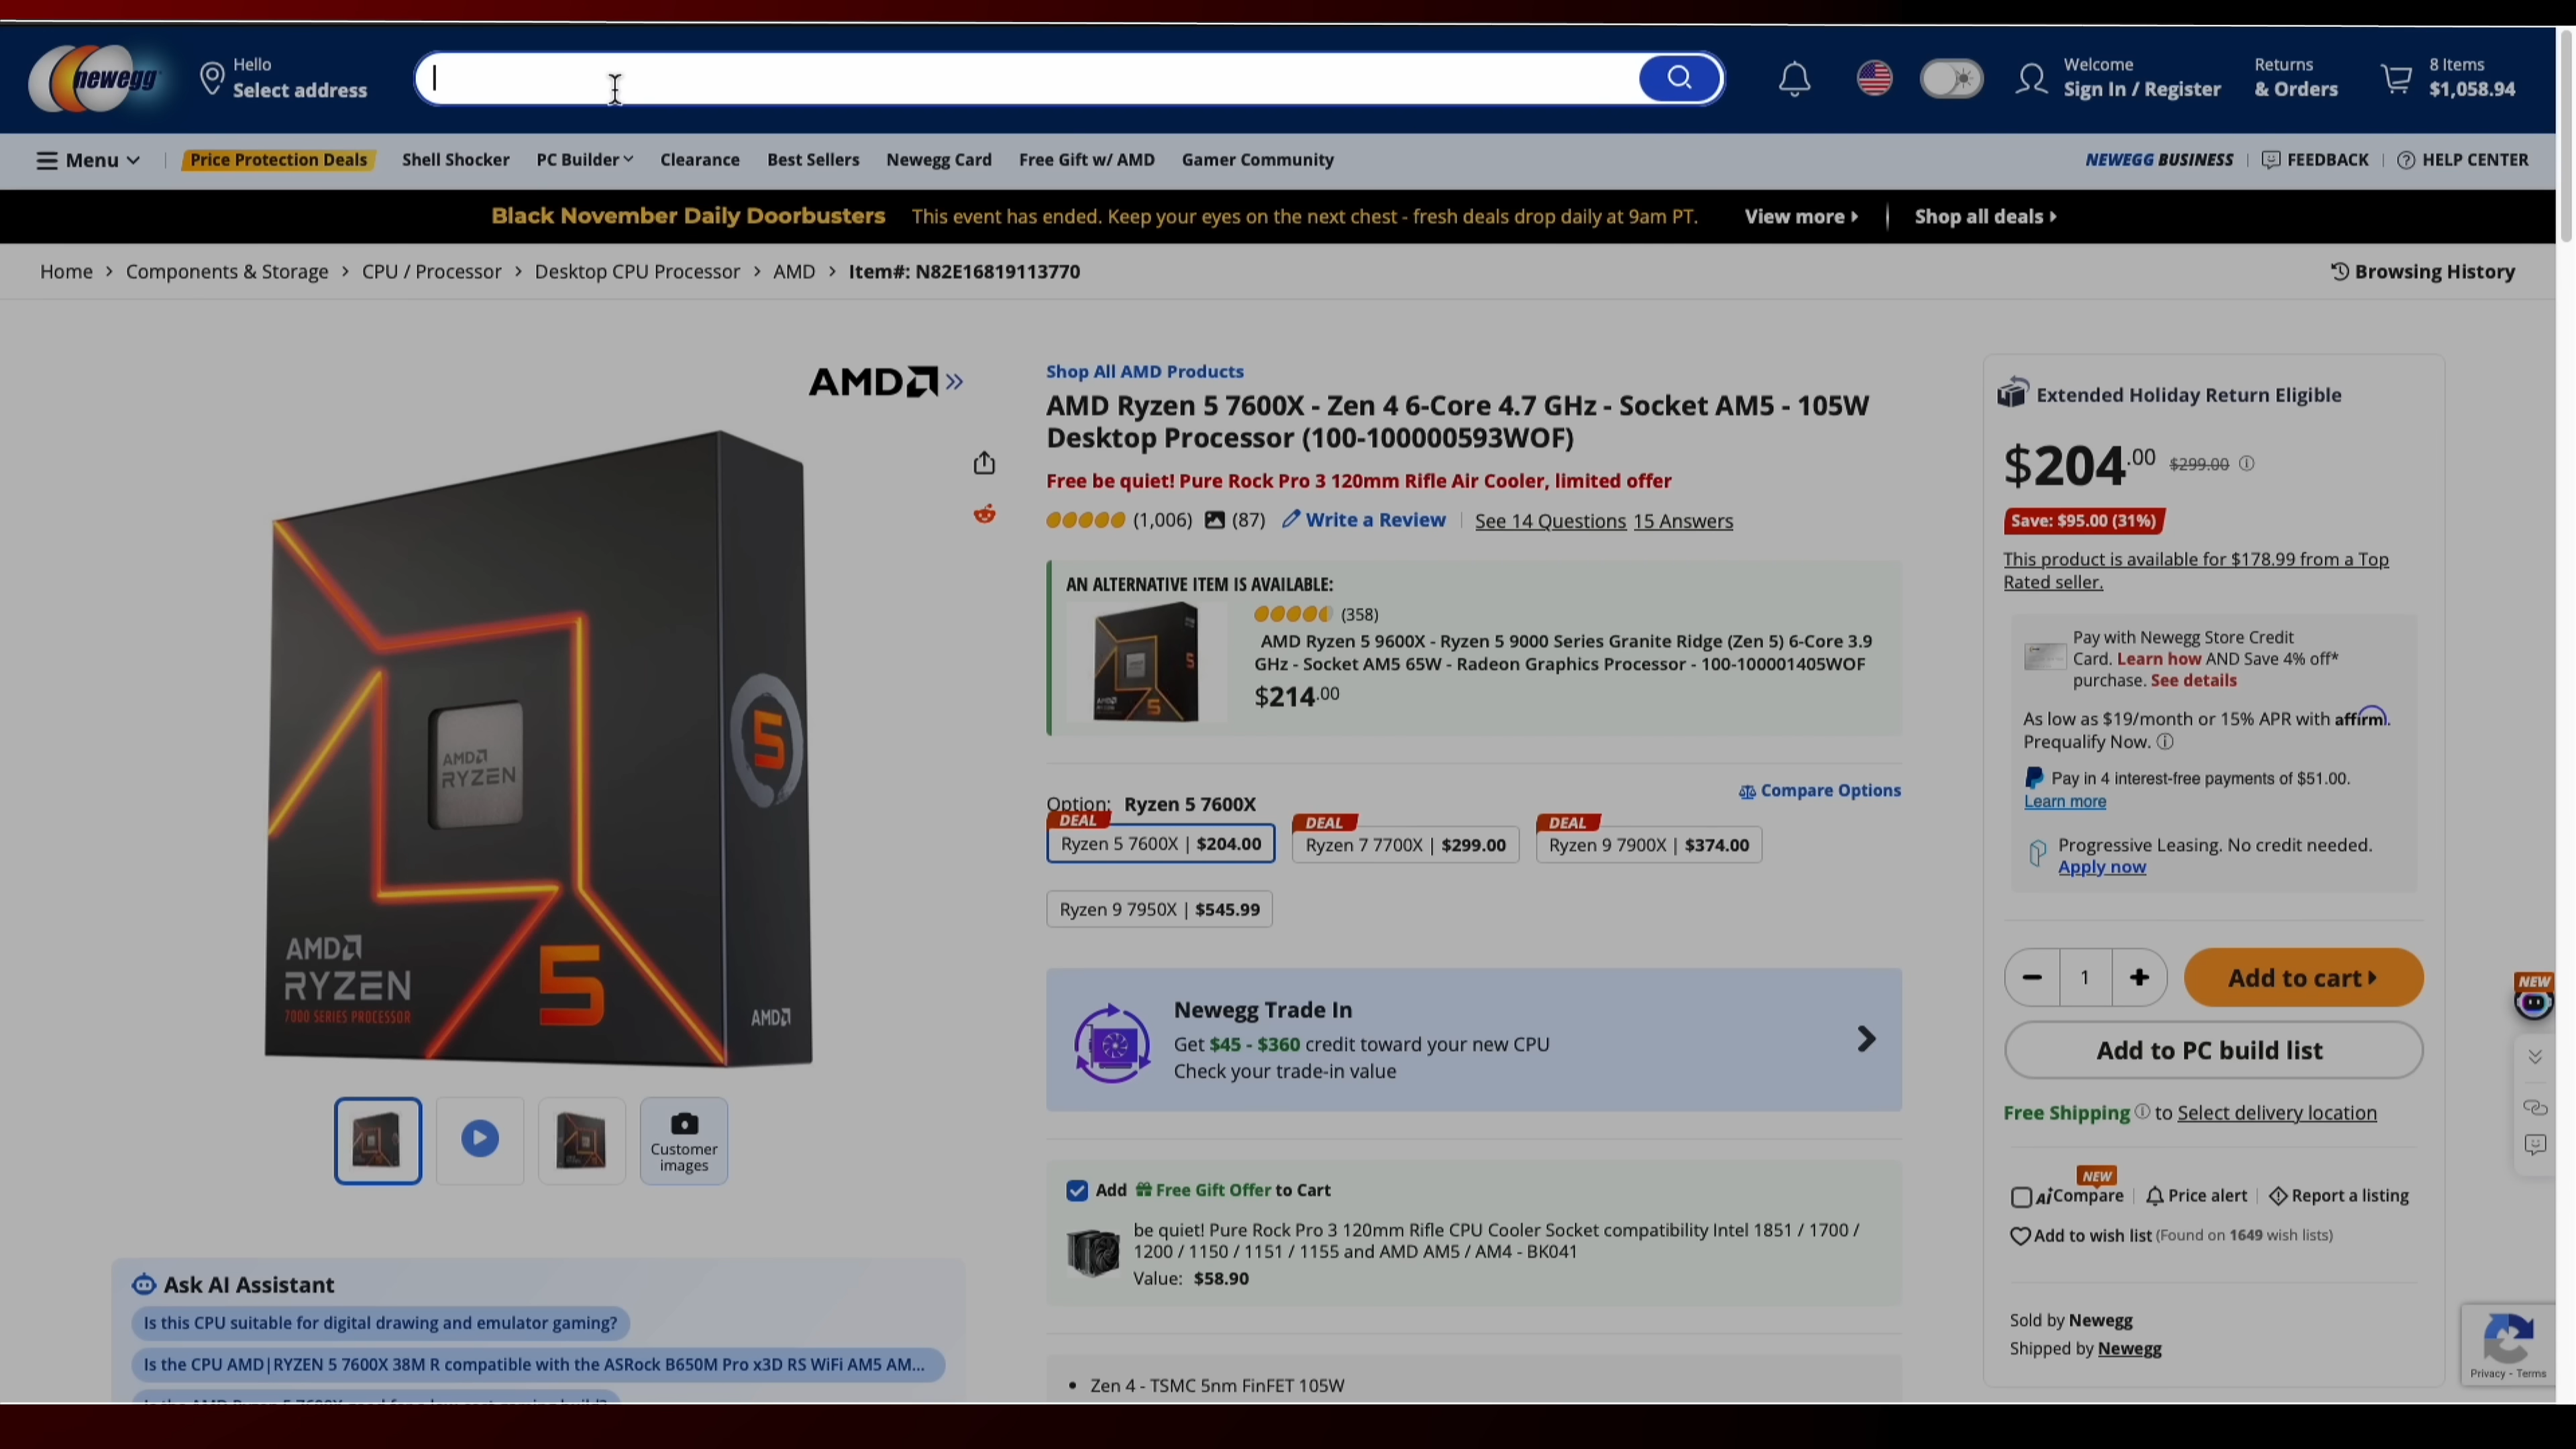 newegg
Hello
Select address
Welcome
Sign In / Register
Returns
& Orders
8 Items
$1,058.94
Menu
Price Protection Deals
Shell Shocker
PC Builder
Clearance
Best Sellers
Newegg Card
Free Gift w/ AMD
Gamer Community
NEWEGG BUSINESS
FEEDBACK
HELP CENTER
Black November Daily Doorbusters
This event has ended. Keep your eyes on the next chest - fresh deals drop daily at 9am PT.
View more
Shop all deals
Home > Components & Storage > CPU / Processor > Desktop CPU Processor > AMD > Item#: N82E16819113770
Browsing History
AMD
AMD
RYZEN
5
AMD
RYZEN
7000 SERIES PROCESSOR
5
AMD
Customer
images
Ask AI Assistant
Is this CPU suitable for digital drawing and emulator gaming?
Is the CPU AMD|RYZEN 5 7600X 38M R compatible with the ASRock B650M Pro x3D RS WiFi AM5 AM...
Shop All AMD Products
AMD Ryzen 5 7600X - Zen 4 6-Core 4.7 GHz - Socket AM5 - 105W
Desktop Processor (100-100000593WOF)
Free be quiet! Pure Rock Pro 3 120mm Rifle Air Cooler, limited offer
(1,006) (87) Write a Review | See 14 Questions 15 Answers
AN ALTERNATIVE ITEM IS AVAILABLE:
(358)
AMD Ryzen 5 9600X - Ryzen 5 9000 Series Granite Ridge (Zen 5) 6-Core 3.9
GHz - Socket AM5 65W - Radeon Graphics Processor - 100-100001405WOF
$214.00
Compare Options
Option: Ryzen 5 7600X
DEAL
Ryzen 5 7600X | $204.00
DEAL
Ryzen 7 7700X | $299.00
DEAL
Ryzen 9 7900X | $374.00
Ryzen 9 7950X | $545.99
Newegg Trade In
Get $45 - $360 credit toward your new CPU
Check your trade-in value
Add Free Gift Offer to Cart
be quiet! Pure Rock Pro 3 120mm Rifle CPU Cooler Socket compatibility Intel 1851 / 1700 /
1200 / 1150 / 1151 / 1155 and AMD AM5 / AM4 - BK041
Value: $58.90
• Zen 4 - TSMC 5nm FinFET 105W
Extended Holiday Return Eligible
$204.00 $299.00
Save: $95.00 (31%)
This product is available for $178.99 from a Top
Rated seller.
Pay with Newegg Store Credit
Card. Learn how AND Save 4% off*
purchase. See details
As low as $19/month or 15% APR with affirm.
Prequalify Now.
Pay in 4 interest-free payments of $51.00.
Learn more
Progressive Leasing. No credit needed.
Apply now
1
Add to cart
Add to PC build list
Free Shipping to Select delivery location
NEW
AiCompare
Price alert
Report a listing
Add to wish list (Found on 1649 wish lists)
Sold by Newegg
Shipped by Newegg
NEW
Privacy - Terms